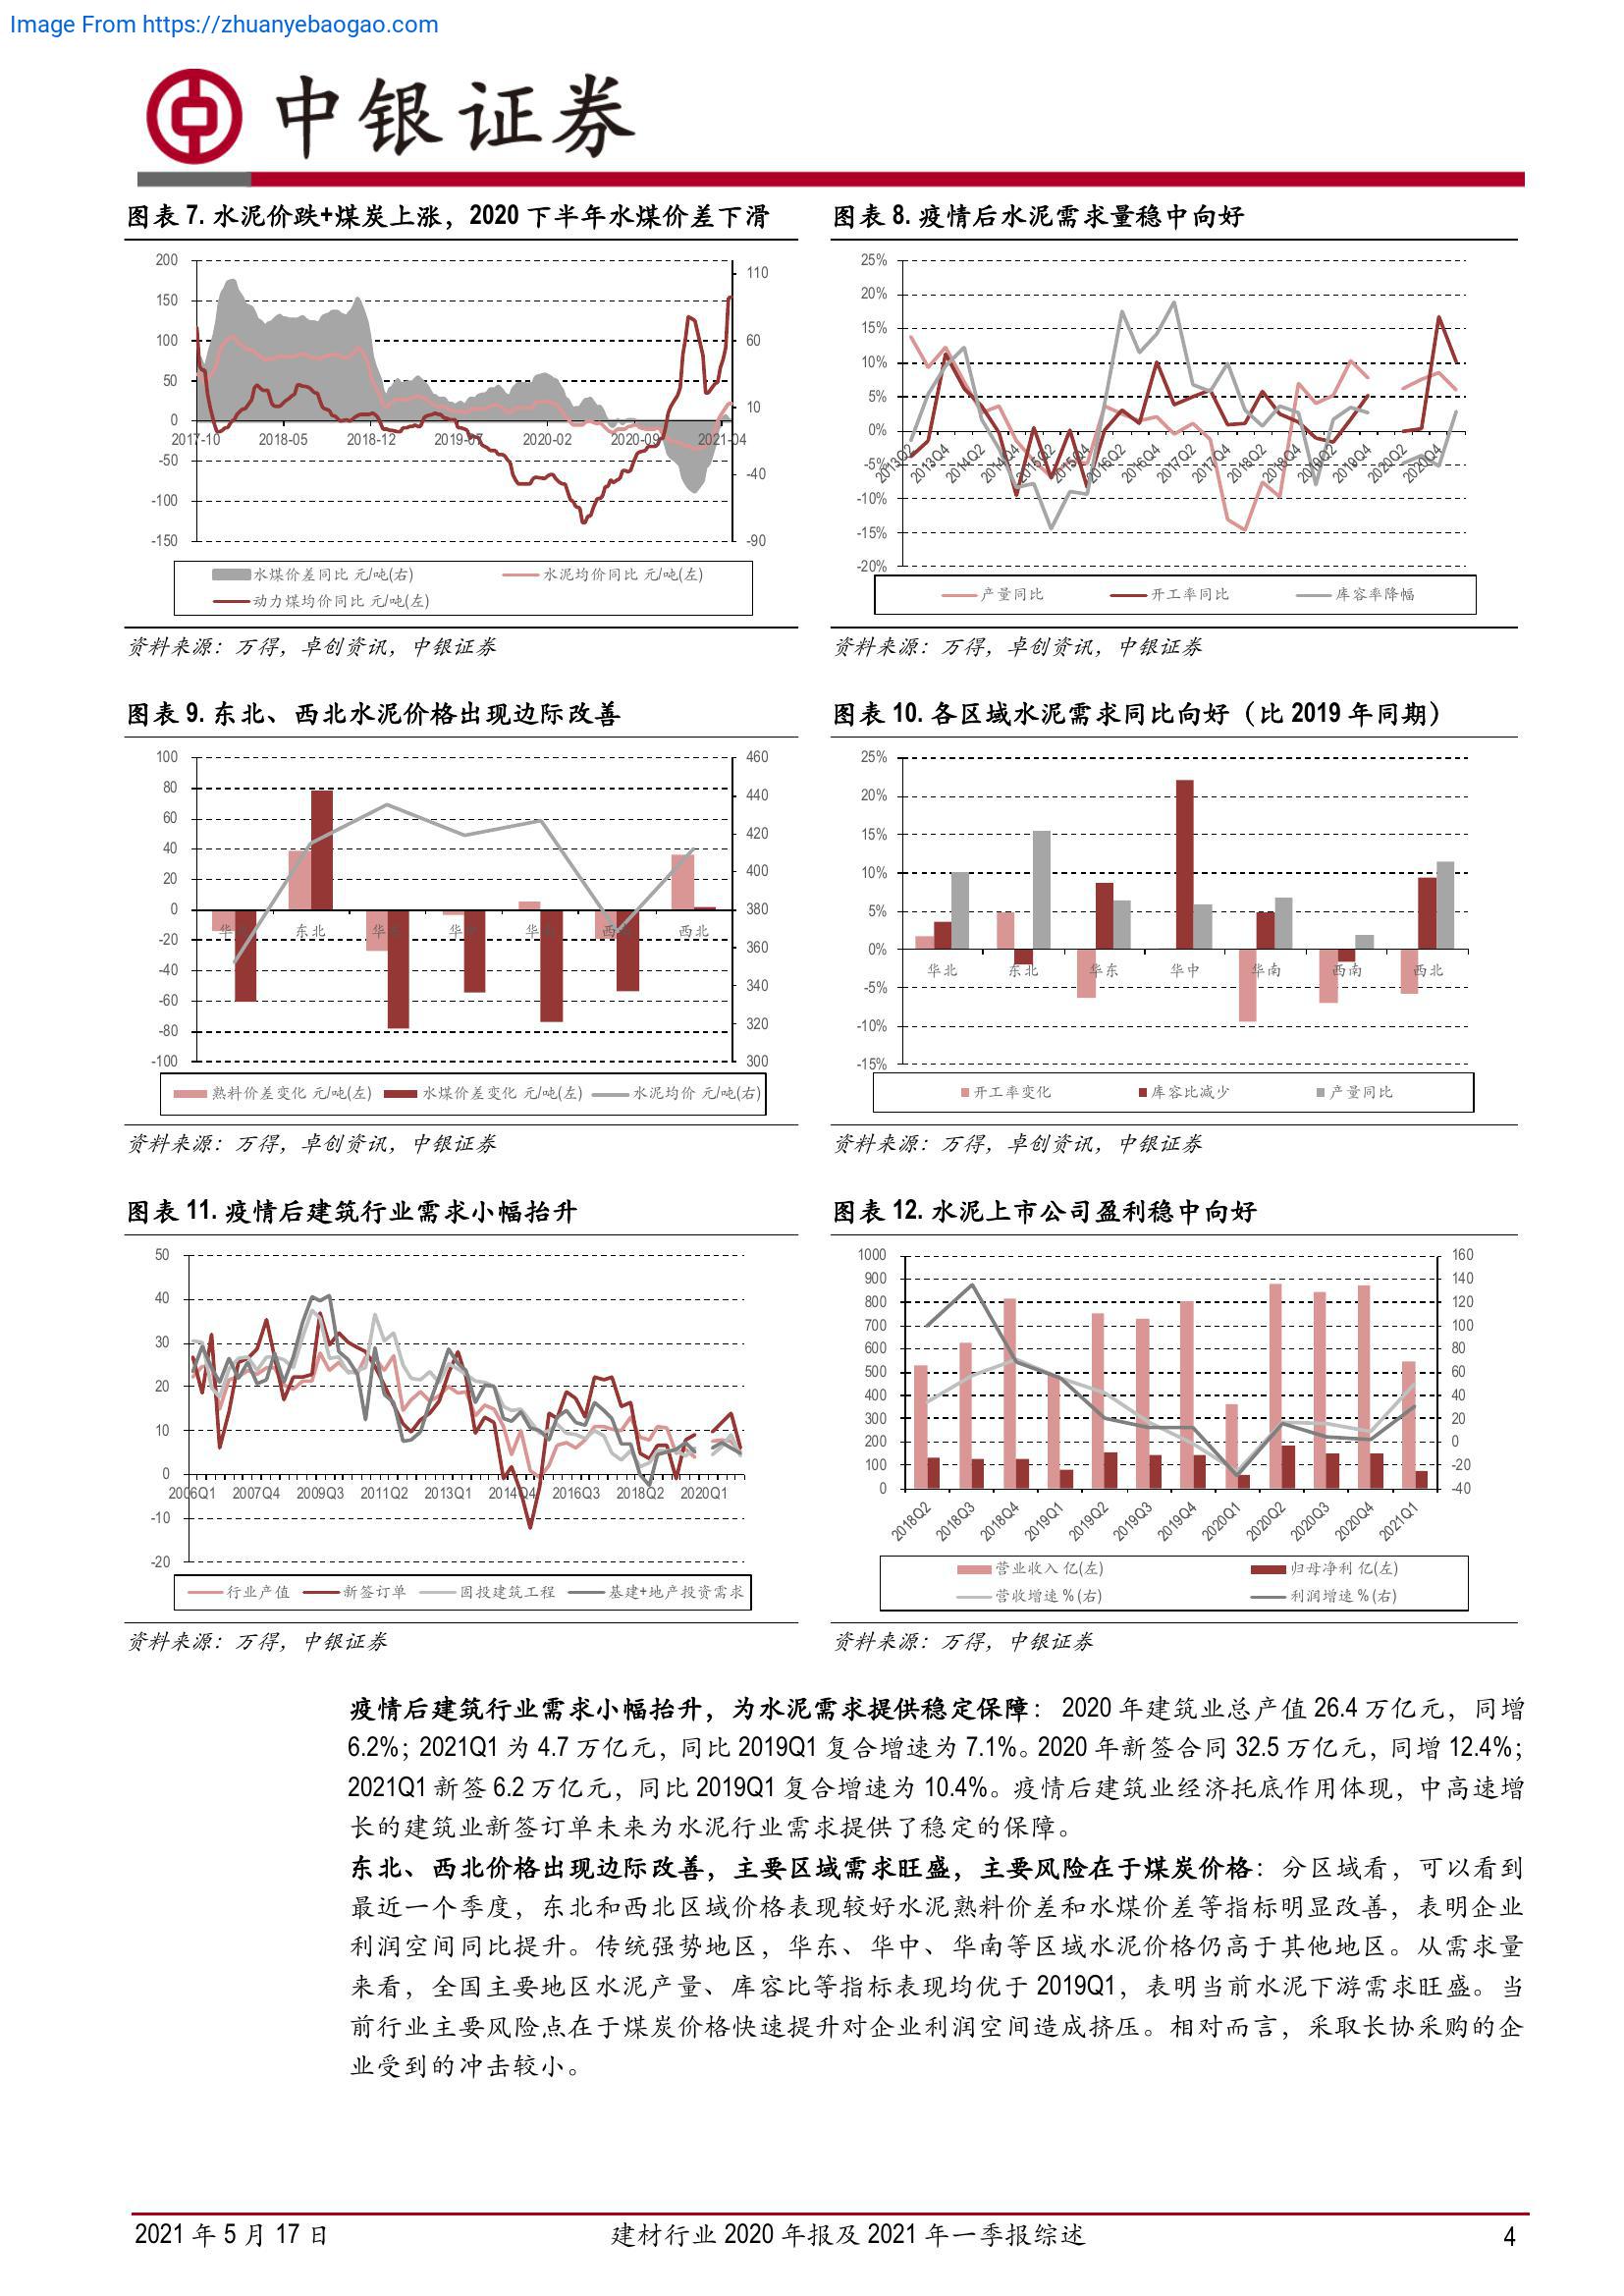 Image From https://zhuanyebaogao.com
中银证券
图表 7. 水泥价跌+煤炭上涨，2020 下半年水煤价差下滑
200
150
100
50
0
-50
-100
-150
110
60
10
-40
-90
2017-10 2018-05 2018-12 2019-07 2020-02 2020-09 2021-04
水煤价差同比 元/吨(右) 水泥均价同比 元/吨(左)
动力煤均价同比 元/吨(左)
资料来源：万得，卓创资讯，中银证券
图表 8. 疫情后水泥需求量稳中向好
25%
20%
15%
10%
5%
0%
-5%
-10%
-15%
-20%
2013Q2 2013Q4 2014Q2 2014Q4 2015Q2 2015Q4 2016Q2 2016Q4 2017Q2 2017Q4 2018Q2 2018Q4 2019Q2 2019Q4 2020Q2 2020Q4
产量同比 开工率同比 库容率降幅
资料来源：万得，卓创资讯，中银证券
图表 9. 东北、西北水泥价格出现边际改善
100
80
60
40
20
0
-20
-40
-60
-80
-100
460
440
420
400
380
360
340
320
300
华 东北 华 华 华 西 西北
熟料价差变化 元/吨(左) 水煤价差变化 元/吨(左) 水泥均价 元/吨(右)
资料来源：万得，卓创资讯，中银证券
图表 10. 各区域水泥需求同比向好（比 2019 年同期）
25%
20%
15%
10%
5%
0%
-5%
-10%
-15%
华北 东北 华东 华中 华南 西南 西北
开工率变化 库容比减少 产量同比
资料来源：万得，卓创资讯，中银证券
图表 11. 疫情后建筑行业需求小幅抬升
50
40
30
20
10
0
-10
-20
2006Q1 2007Q4 2009Q3 2011Q2 2013Q1 2014Q4 2016Q3 2018Q2 2020Q1
行业产值 新签订单 固投建筑工程 基建+地产投资需求
资料来源：万得，中银证券
图表 12. 水泥上市公司盈利稳中向好
1000
900
800
700
600
500
400
300
200
100
0
160
140
120
100
80
60
40
20
0
-20
-40
2018Q2 2018Q3 2018Q4 2019Q1 2019Q2 2019Q3 2019Q4 2020Q1 2020Q2 2020Q3 2020Q4 2021Q1
营业收入 亿(左) 归母净利 亿(左)
营收增速 %(右) 利润增速 %(右)
资料来源：万得，中银证券
疫情后建筑行业需求小幅抬升，为水泥需求提供稳定保障： 2020 年建筑业总产值 26.4 万亿元，同增
6.2%；2021Q1 为 4.7 万亿元，同比 2019Q1 复合增速为 7.1%。2020 年新签合同 32.5 万亿元，同增 12.4%；
2021Q1 新签 6.2 万亿元，同比 2019Q1 复合增速为 10.4%。疫情后建筑业经济托底作用体现，中高速增
长的建筑业新签订单未来为水泥行业需求提供了稳定的保障。
东北、西北价格出现边际改善，主要区域需求旺盛，主要风险在于煤炭价格：分区域看，可以看到
最近一个季度，东北和西北区域价格表现较好水泥熟料价差和水煤价差等指标明显改善，表明企业
利润空间同比提升。传统强势地区，华东、华中、华南等区域水泥价格仍高于其他地区。从需求量
来看，全国主要地区水泥产量、库容比等指标表现均优于 2019Q1，表明当前水泥下游需求旺盛。当
前行业主要风险点在于煤炭价格快速提升对企业利润空间造成挤压。相对而言，采取长协采购的企
业受到的冲击较小。
2021 年 5 月 17 日 建材行业 2020 年报及 2021 年一季报综述 4